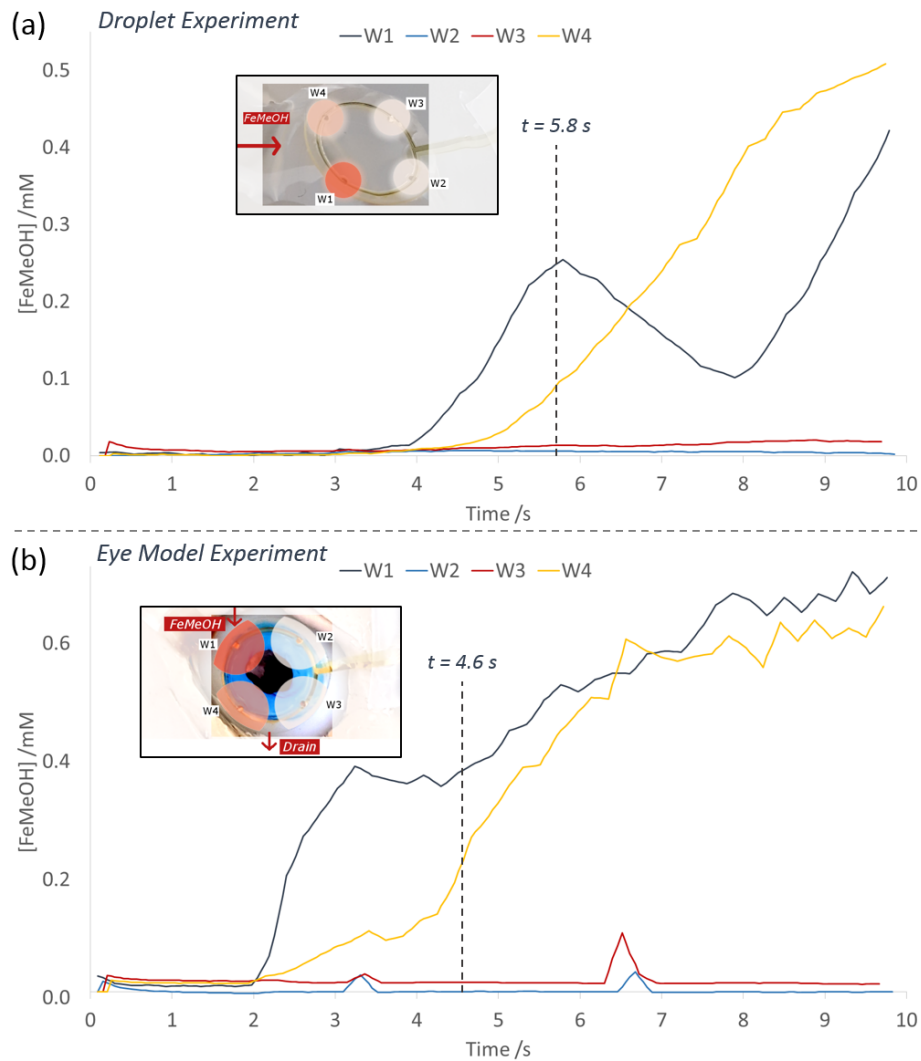 (a) Droplet Experiment
W1 W2 W3 W4
0.5
0.4
0.3
0.2
0.1
0.0
[FeMeOH] /mM
W4
W3
FeMeOH
W1
W2
t = 5.8 s
0 1 2 3 4 5 6 7 8 9 10
Time /s
(b) Eye Model Experiment
W1 W2 W3 W4
0.6
0.4
0.2
0.0
[FeMeOH] /mM
FeMeOH
W1
W2
W4
W3
Drain
t = 4.6 s
0 1 2 3 4 5 6 7 8 9 10
Time /s